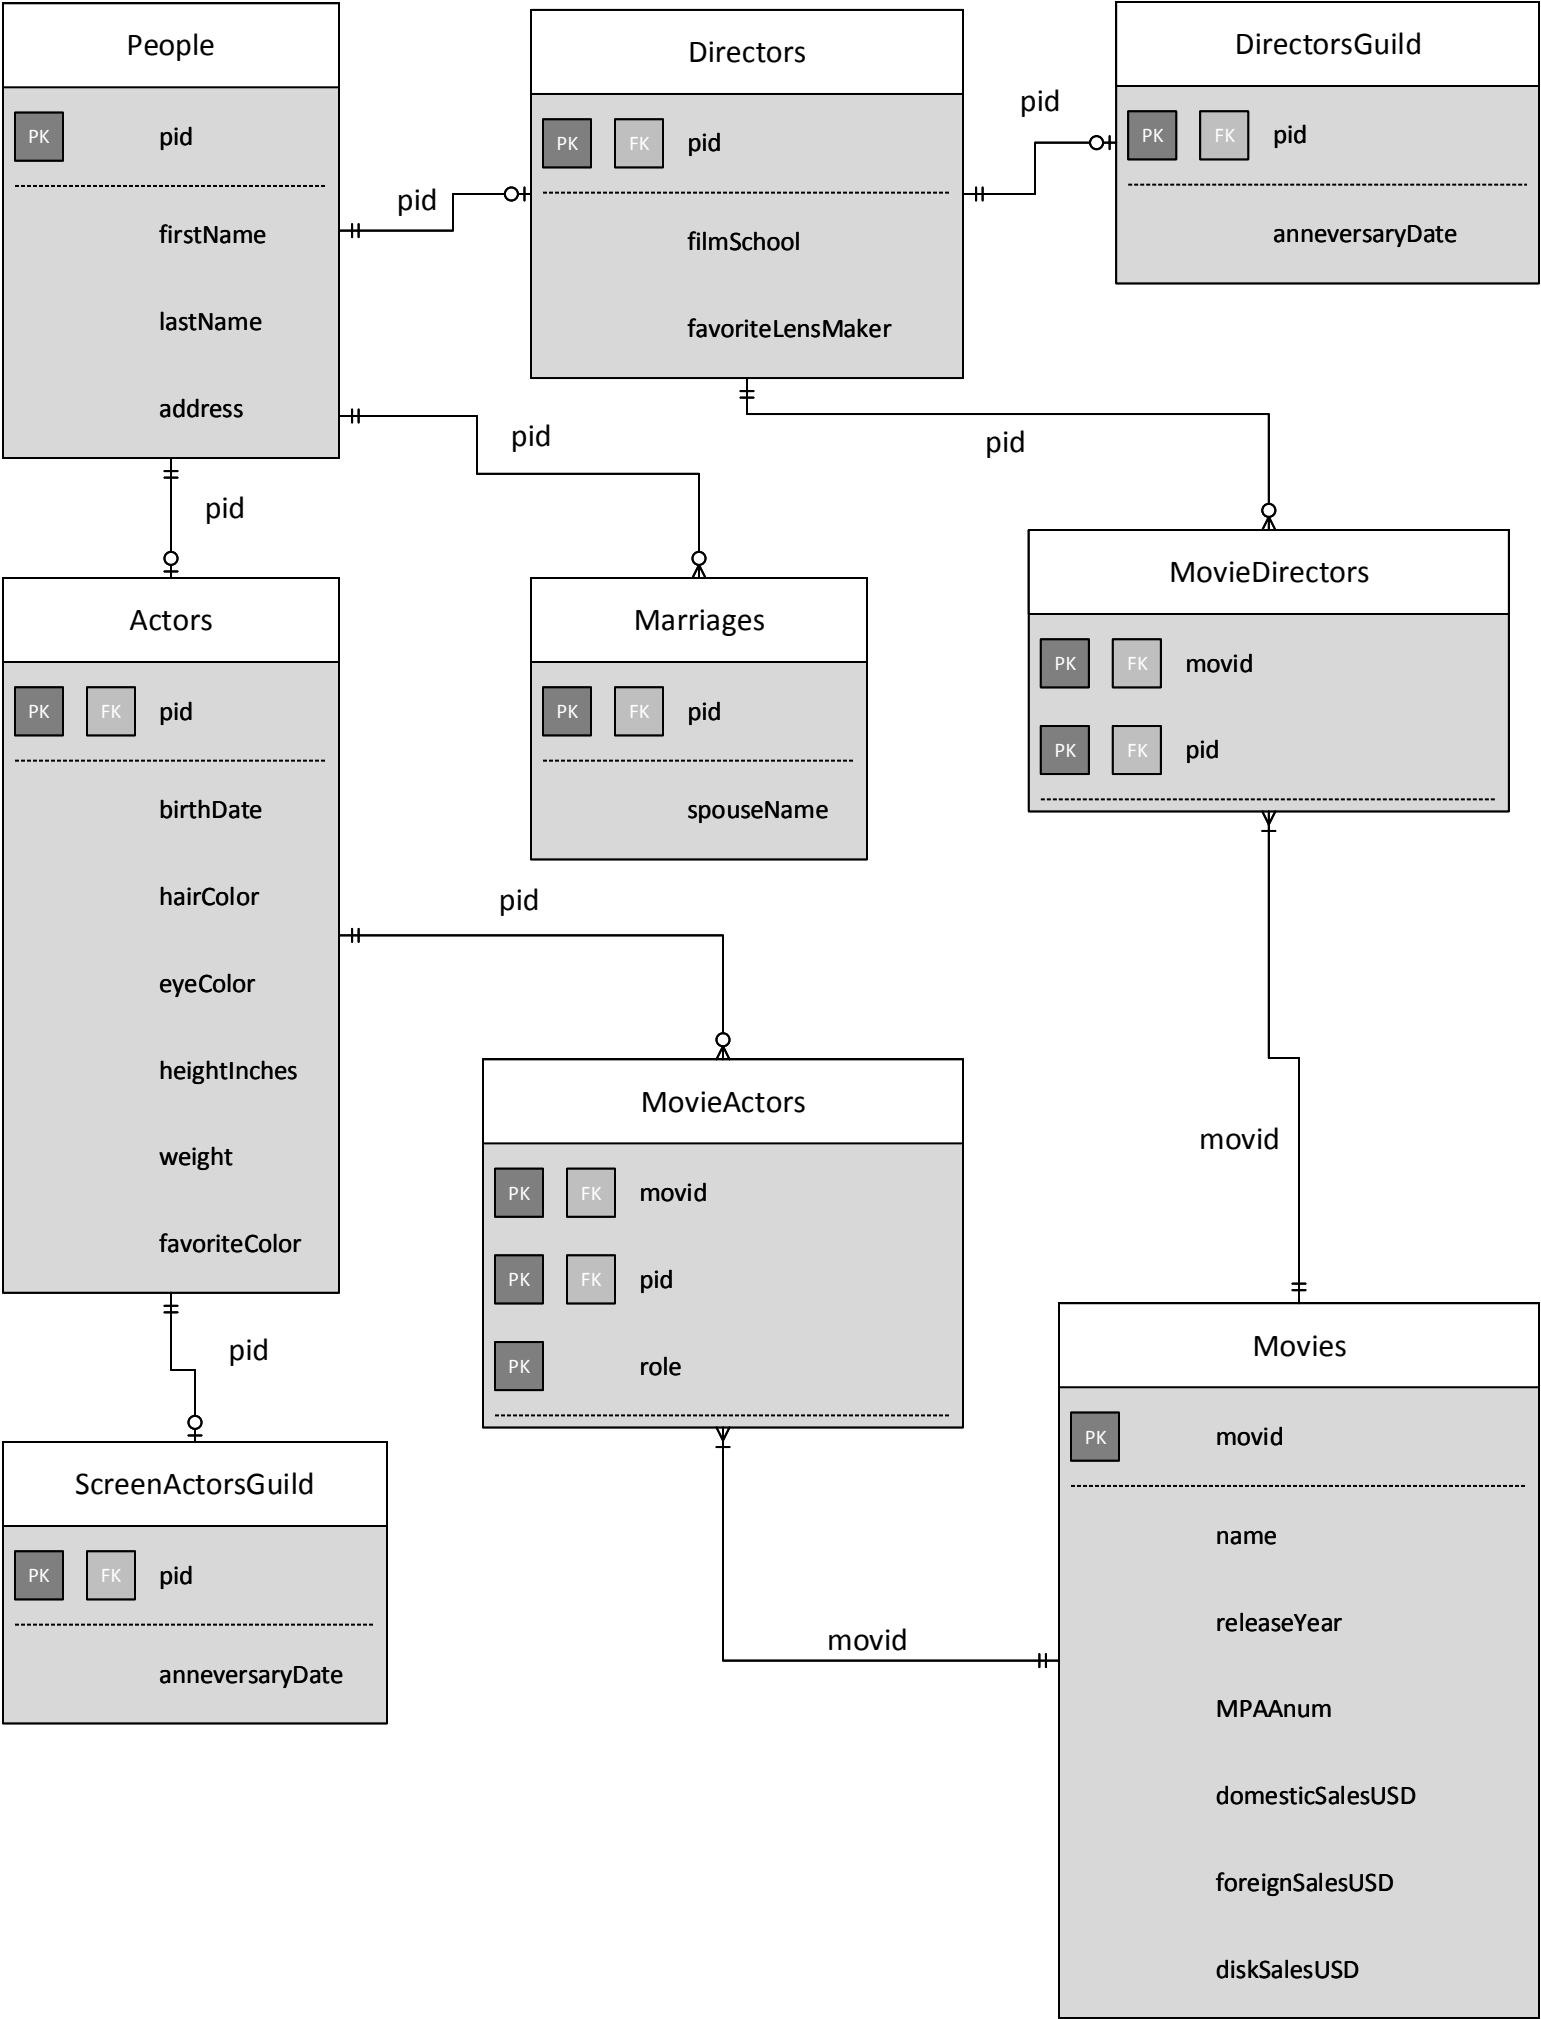 People
PK pid
firstName
lastName
address
pid
Directors
PK FK pid
filmSchool
favoriteLensMaker
pid
DirectorsGuild
PK FK pid
anneversaryDate
pid
pid
pid
Actors
PK FK pid
birthDate
hairColor
eyeColor
heightInches
weight
favoriteColor
Marriages
PK FK pid
spouseName
MovieDirectors
PK FK movid
PK FK pid
pid
MovieActors
PK FK movid
PK FK pid
PK role
movid
pid
ScreenActorsGuild
PK FK pid
anneversaryDate
movid
Movies
PK movid
name
releaseYear
MPAAnum
domesticSalesUSD
foreignSalesUSD
diskSalesUSD